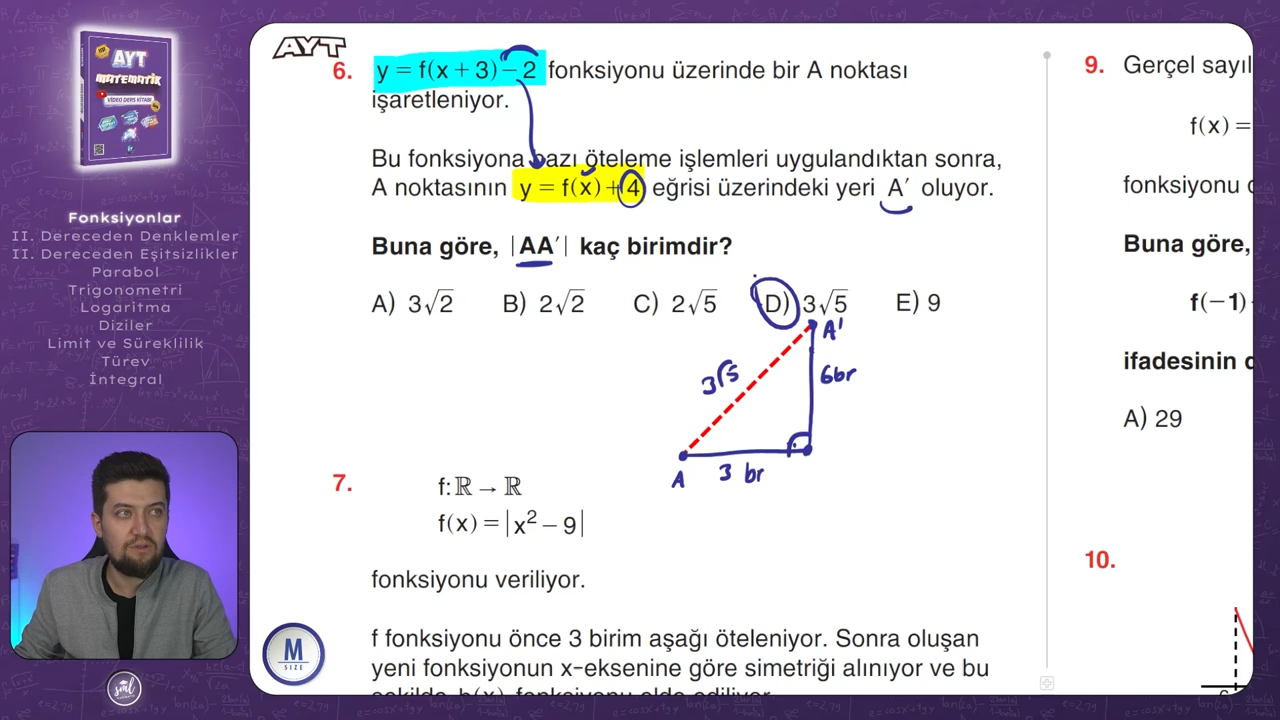 AYT
MATEMATİK
VİDEO DERS KİTABI
Fonksiyonlar
II. Dereceden Denklemler
II. Dereceden Eşitsizlikler
Parabol
Trigonometri
Logaritma
Diziler
Limit ve Süreklilik
Türev
İntegral
AYT
6. y = f(x + 3) − 2 fonksiyonu üzerinde bir A noktası
işaretleniyor.
Bu fonksiyona bazı öteleme işlemleri uygulandıktan sonra,
A noktasının y = f(x) + 4 eğrisi üzerindeki yeri A′ oluyor.
Buna göre, |AA′| kaç birimdir?
A) 3√2 B) 2√2 C) 2√5 D) 3√5 E) 9
A'
3√5
6br
A 3 br
7. f: ℝ → ℝ
f(x) = |x² − 9|
fonksiyonu veriliyor.
f fonksiyonu önce 3 birim aşağı öteleniyor. Sonra oluşan
yeni fonksiyonun x-eksenine göre simetriği alınıyor ve bu
M
SIZE
sml
9. Gerçel sayıl
f(x) =
fonksiyonu
Buna göre,
f(−1)
ifadesinin
A) 29
10.